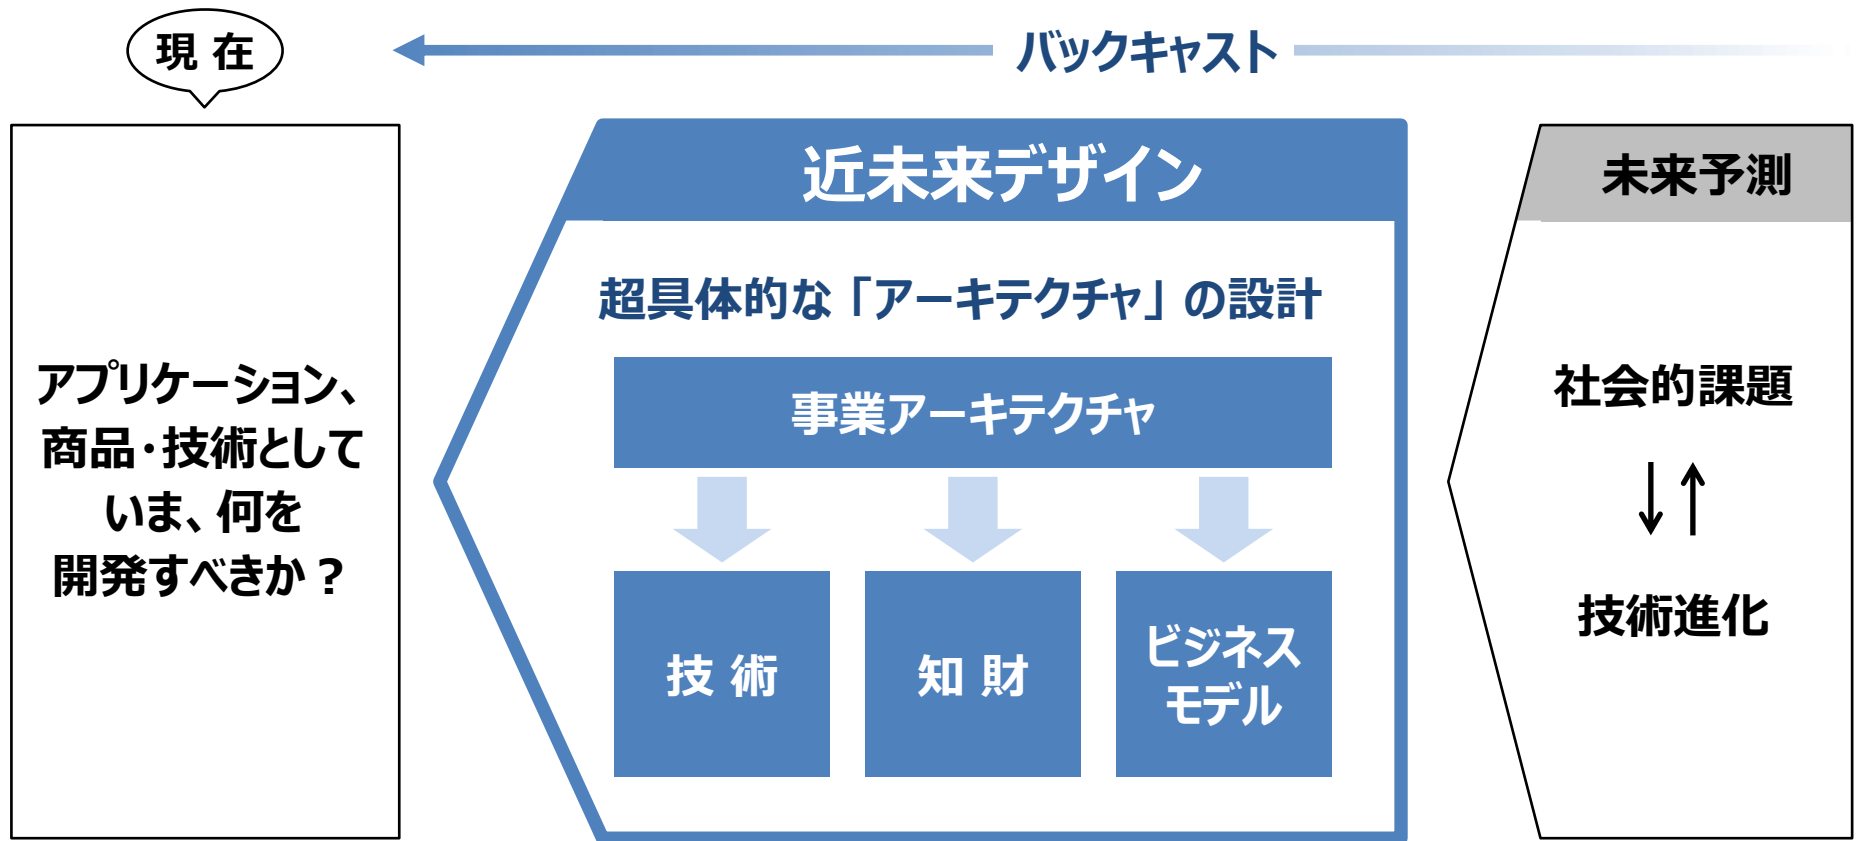 現 在
バックキャスト
アプリケーション、
商品・技術として
いま、何を
開発すべきか？
近未来デザイン
超具体的な「アーキテクチャ」の設計
事業アーキテクチャ
技 術
知 財
ビジネス
モデル
未来予測
社会的課題
技術進化